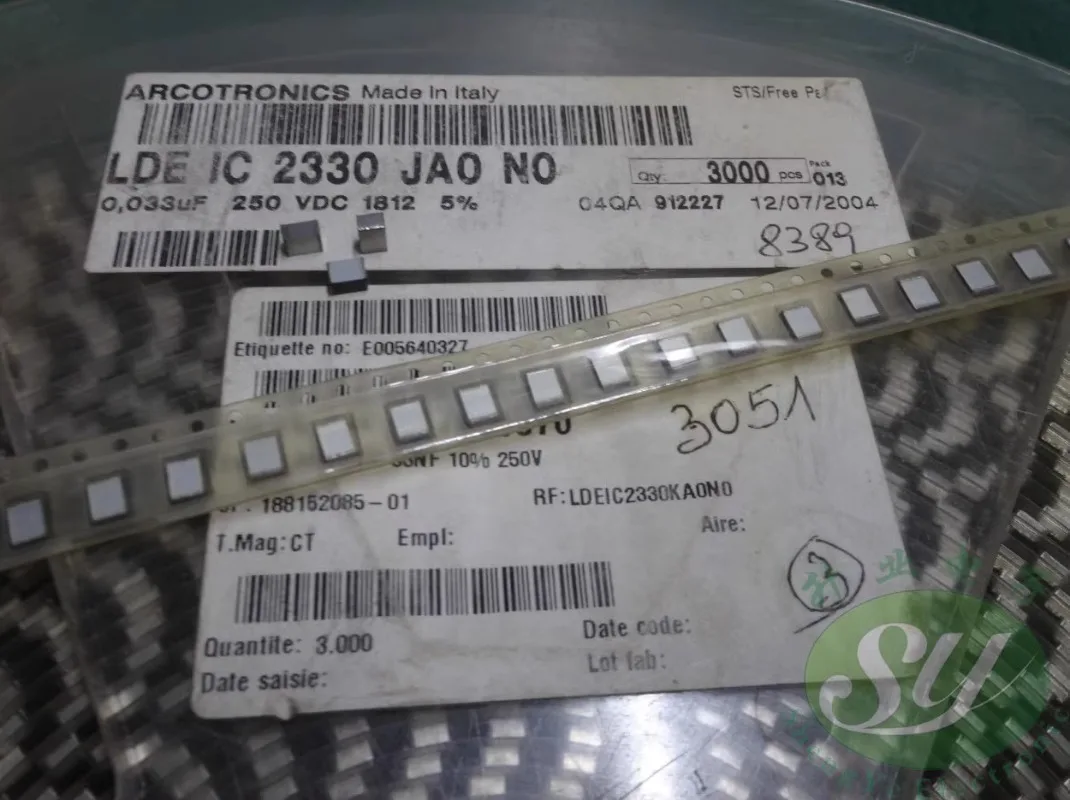 ARCOTRONICS Made in Italy
STS/Free
LDE IC 2330 JA0 N0
Qty. 3000 pcs
Pack 013
0,033uF 250 VDC 1812 5%
04QA 912227 12/07/2004
8389
Etiquette no: E005640327
3051
10% 250V
188152085-01
RF:LDEIC2330KA0N0
T.Mag:CT
Empl:
Aire:
3
Quantite: 3.000
Date code:
Date saisie:
Lot fab:
SY